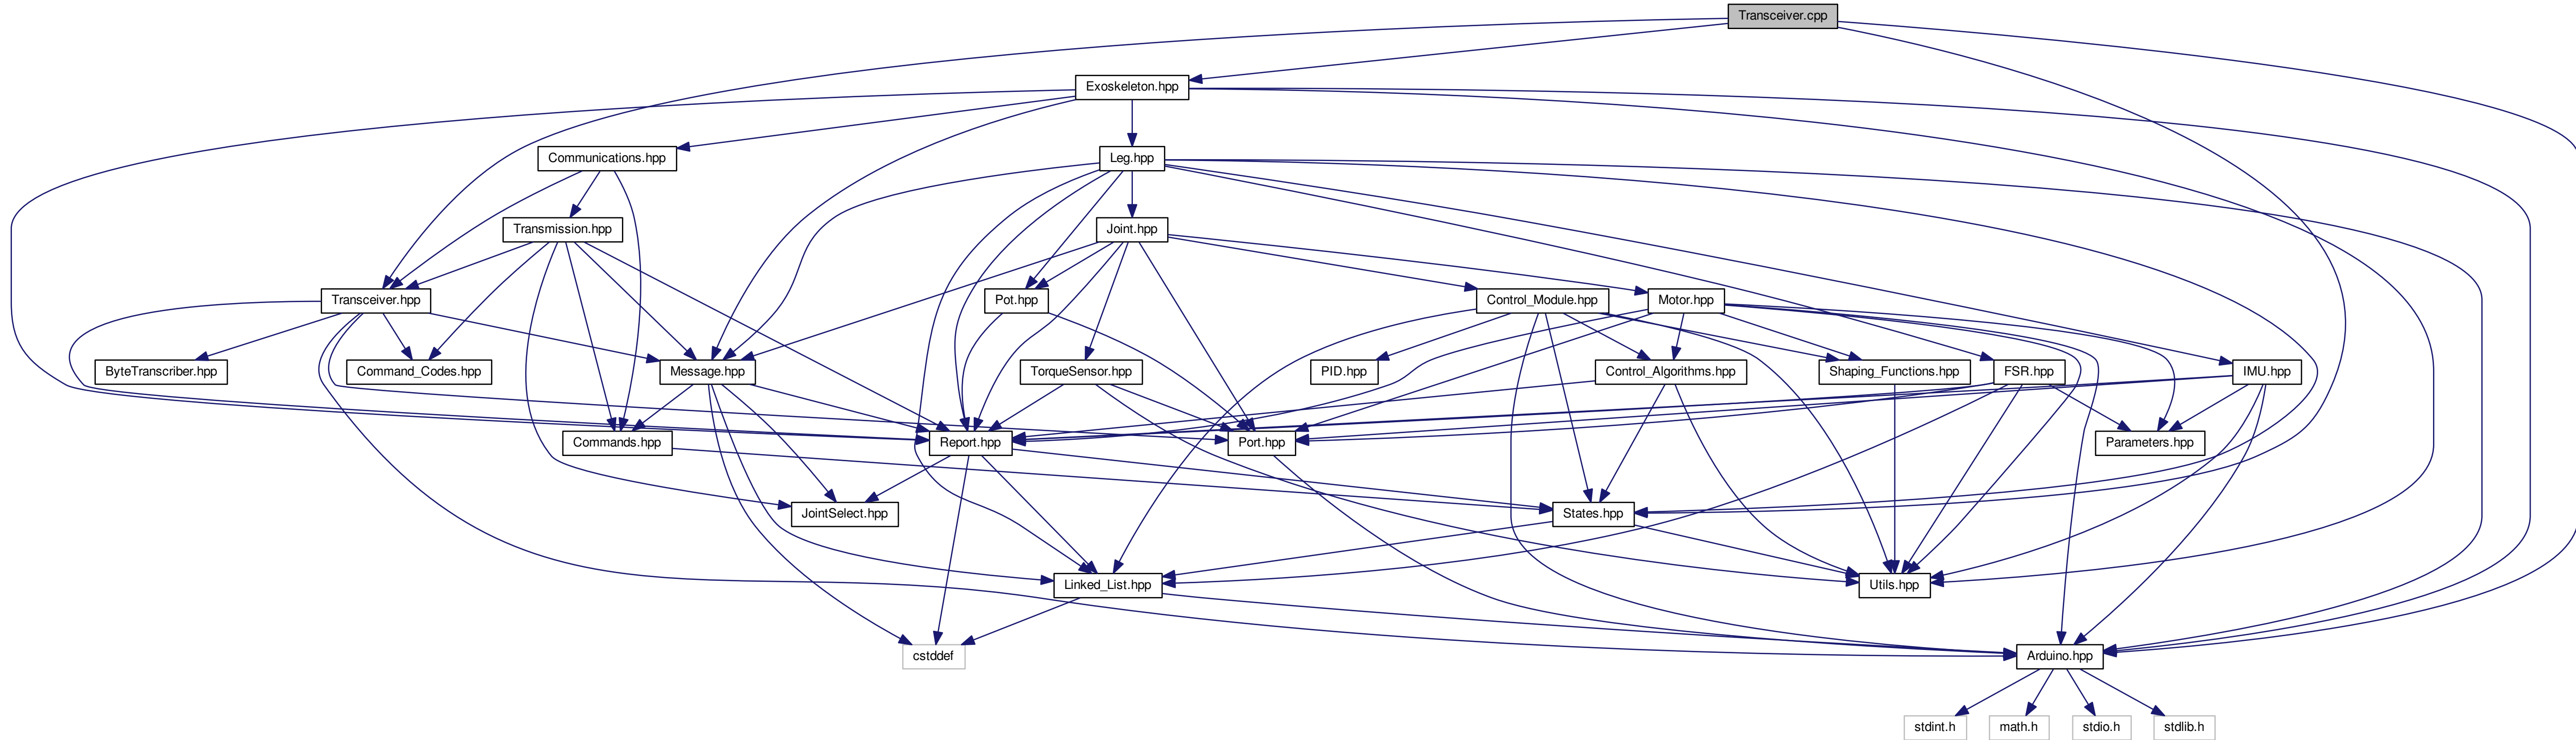 Transceiver.cpp
Exoskeleton.hpp
Communications.hpp
Leg.hpp
Transmission.hpp
Joint.hpp
Transceiver.hpp
Pot.hpp
Control_Module.hpp
Motor.hpp
ByteTranscriber.hpp
Command_Codes.hpp
Message.hpp
TorqueSensor.hpp
PID.hpp
Control_Algorithms.hpp
Shaping_Functions.hpp
FSR.hpp
IMU.hpp
Commands.hpp
Report.hpp
Port.hpp
Parameters.hpp
JointSelect.hpp
States.hpp
Linked_List.hpp
Utils.hpp
cstddef
Arduino.hpp
stdint.h
math.h
stdio.h
stdlib.h